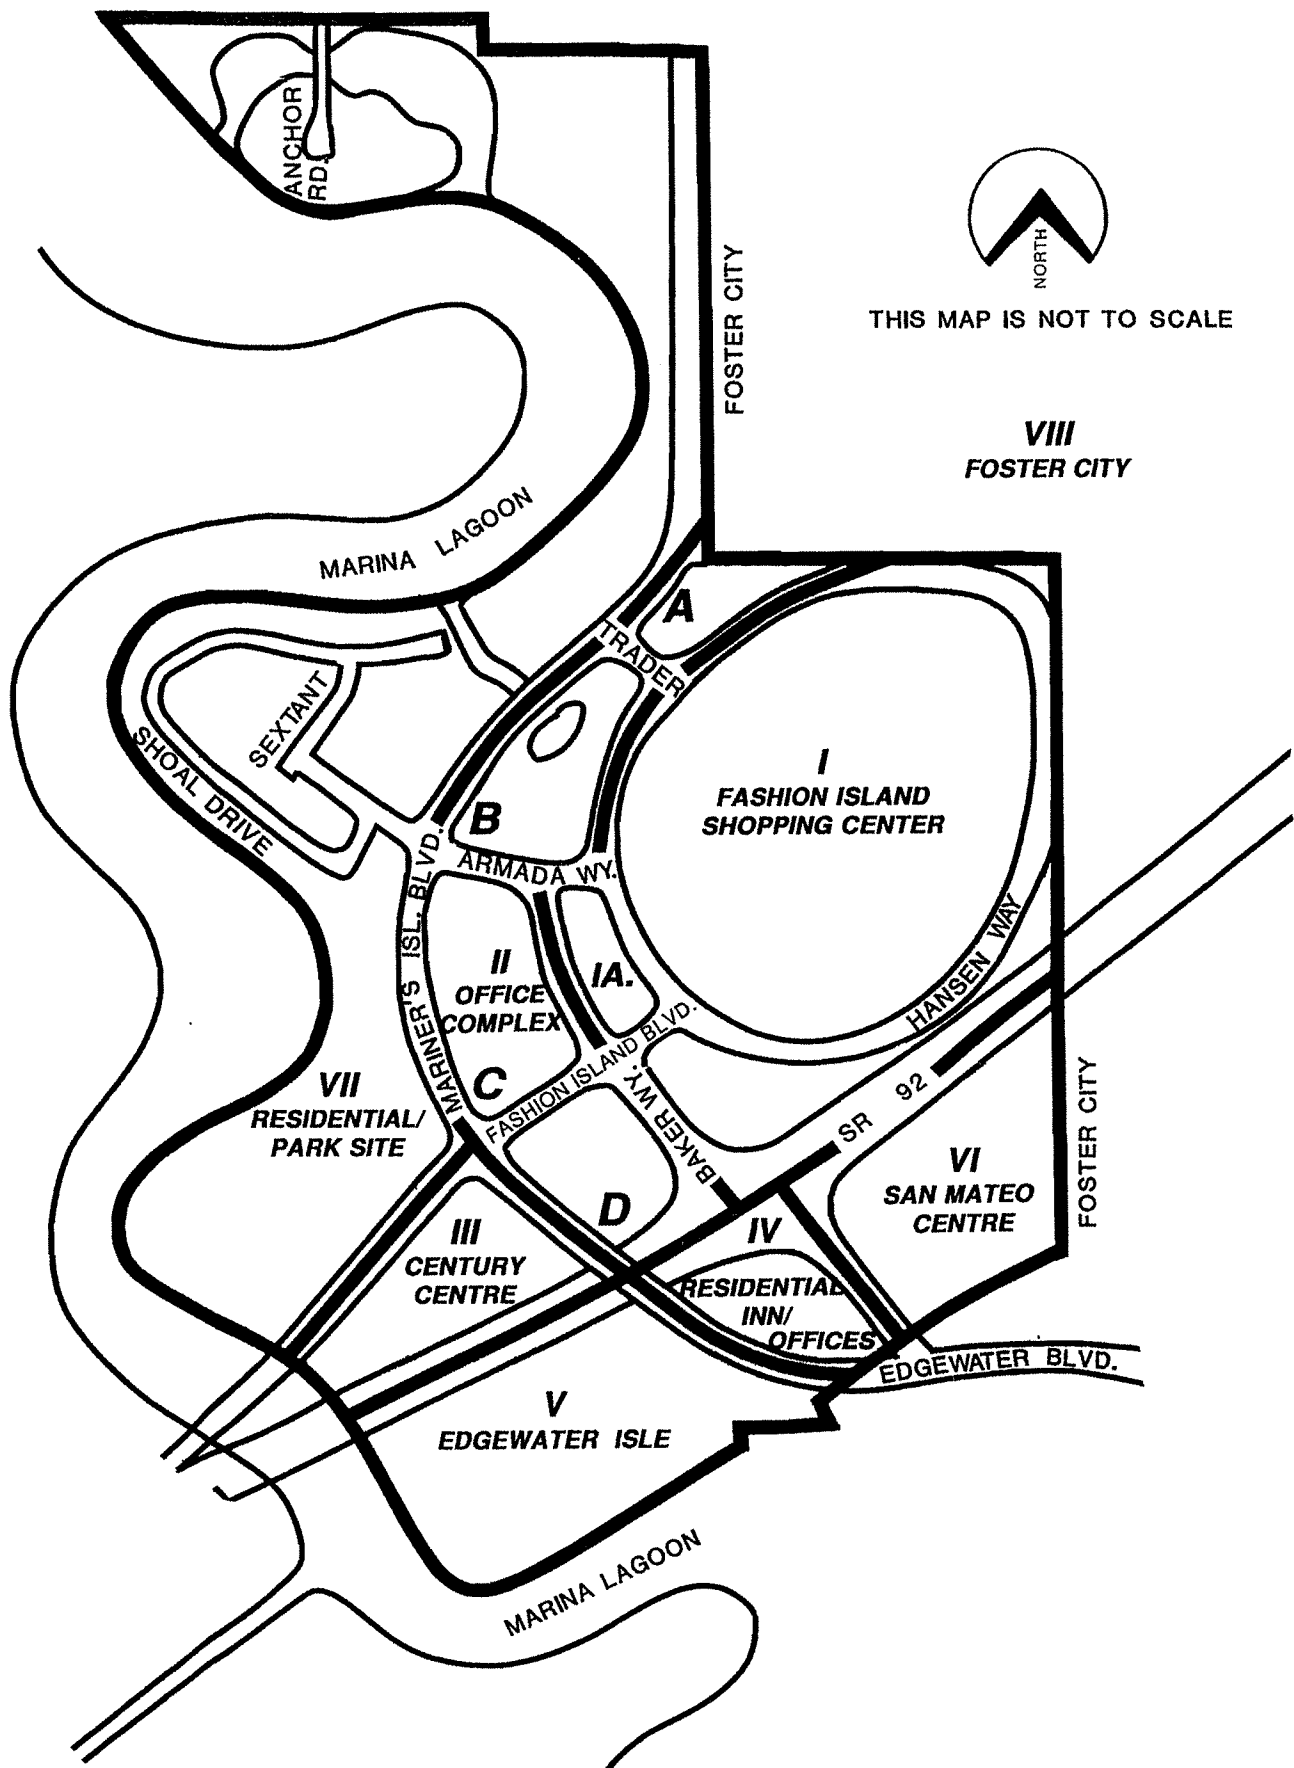 ANCHOR
RD.
NORTH
THIS MAP IS NOT TO SCALE
FOSTER CITY
VIII
FOSTER CITY
MARINA LAGOON
A
TRADER
SEXTANT
SHOAL DRIVE
I
FASHION ISLAND
SHOPPING CENTER
B
ARMADA WY.
MARINER'S ISL. BLVD.
II
OFFICE
COMPLEX
IA.
HANSEN WAY
C
FASHION ISLAND BLVD.
VII
RESIDENTIAL/
PARK SITE
BAKER WY.
SR 92
FOSTER CITY
VI
SAN MATEO
CENTRE
D
III
CENTURY
CENTRE
IV
RESIDENTIAL
INN/
OFFICES
EDGEWATER BLVD.
V
EDGEWATER ISLE
MARINA LAGOON